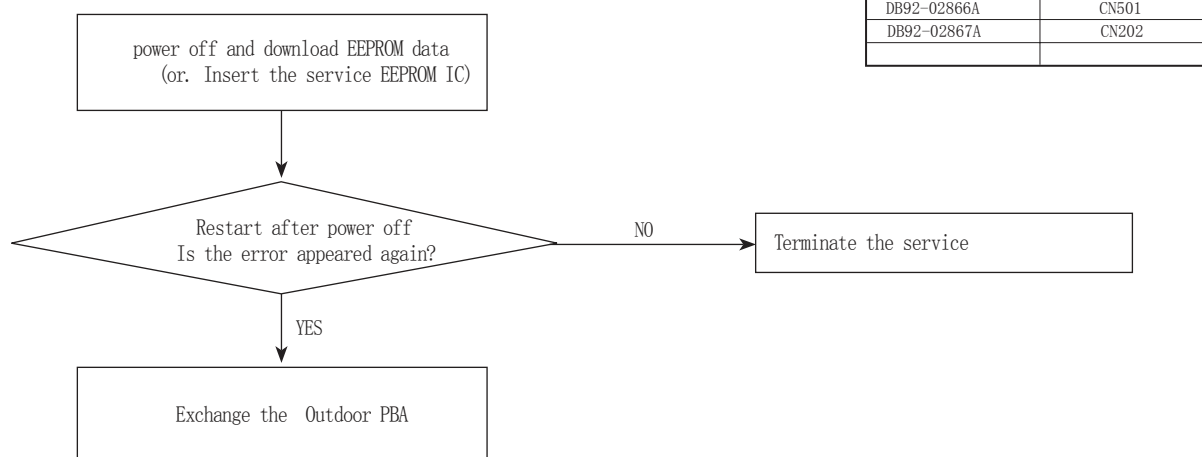 DB92-02866A CN501
DB92-02867A CN202
power off and download EEPROM data
(or. Insert the service EEPROM IC)
Restart after power off
Is the error appeared again?
NO
Terminate the service
YES
Exchange the Outdoor PBA